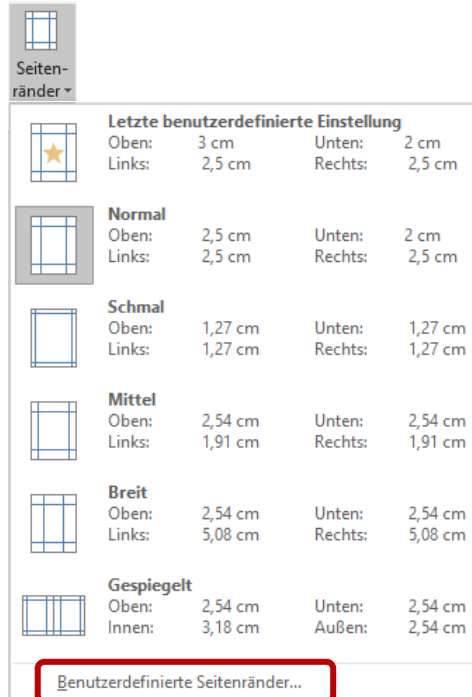 Seiten-
ränder
Letzte benutzerdefinierte Einstellung
Oben: 3 cm Unten: 2 cm
Links: 2,5 cm Rechts: 2,5 cm
Normal
Oben: 2,5 cm Unten: 2 cm
Links: 2,5 cm Rechts: 2,5 cm
Schmal
Oben: 1,27 cm Unten: 1,27 cm
Links: 1,27 cm Rechts: 1,27 cm
Mittel
Oben: 2,54 cm Unten: 2,54 cm
Links: 1,91 cm Rechts: 1,91 cm
Breit
Oben: 2,54 cm Unten: 2,54 cm
Links: 5,08 cm Rechts: 5,08 cm
Gespiegelt
Oben: 2,54 cm Unten: 2,54 cm
Innen: 3,18 cm Außen: 2,54 cm
Benutzerdefinierte Seitenränder...